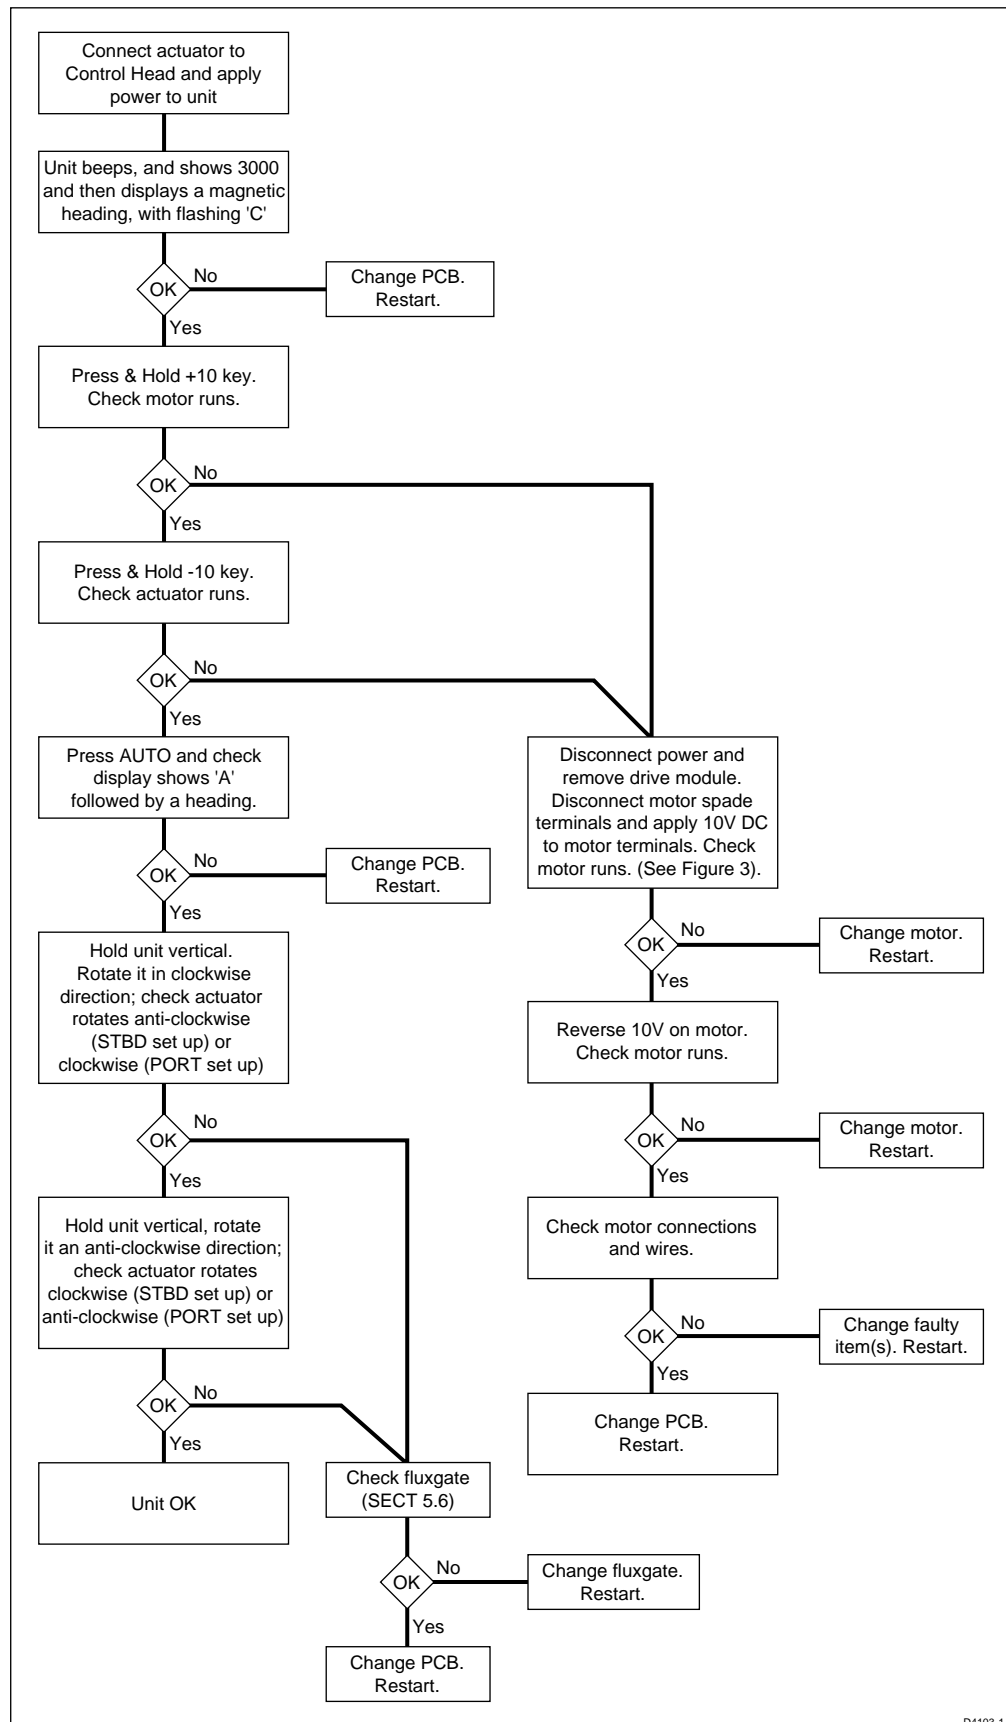 Connect actuator to
Control Head and apply
power to unit
Unit beeps, and shows 3000
and then displays a magnetic
heading, with flashing 'C'
OK
No
Change PCB.
Restart.
Yes
Press & Hold +10 key.
Check motor runs.
OK
No
Yes
Press & Hold -10 key.
Check actuator runs.
OK
No
Yes
Press AUTO and check
display shows 'A'
followed by a heading.
OK
No
Change PCB.
Restart.
Yes
Hold unit vertical.
Rotate it in clockwise
direction; check actuator
rotates anti-clockwise
(STBD set up) or
clockwise (PORT set up)
OK
No
Yes
Hold unit vertical, rotate
it an anti-clockwise direction;
check actuator rotates
clockwise (STBD set up) or
anti-clockwise (PORT set up)
OK
No
Yes
Unit OK
Check fluxgate
(SECT 5.6)
OK
No
Change fluxgate.
Restart.
Yes
Change PCB.
Restart.
Disconnect power and
remove drive module.
Disconnect motor spade
terminals and apply 10V DC
to motor terminals. Check
motor runs. (See Figure 3).
OK
No
Change motor.
Restart.
Yes
Reverse 10V on motor.
Check motor runs.
OK
No
Change motor.
Restart.
Yes
Check motor connections
and wires.
OK
No
Change faulty
item(s). Restart.
Yes
Change PCB.
Restart.
D4193-1